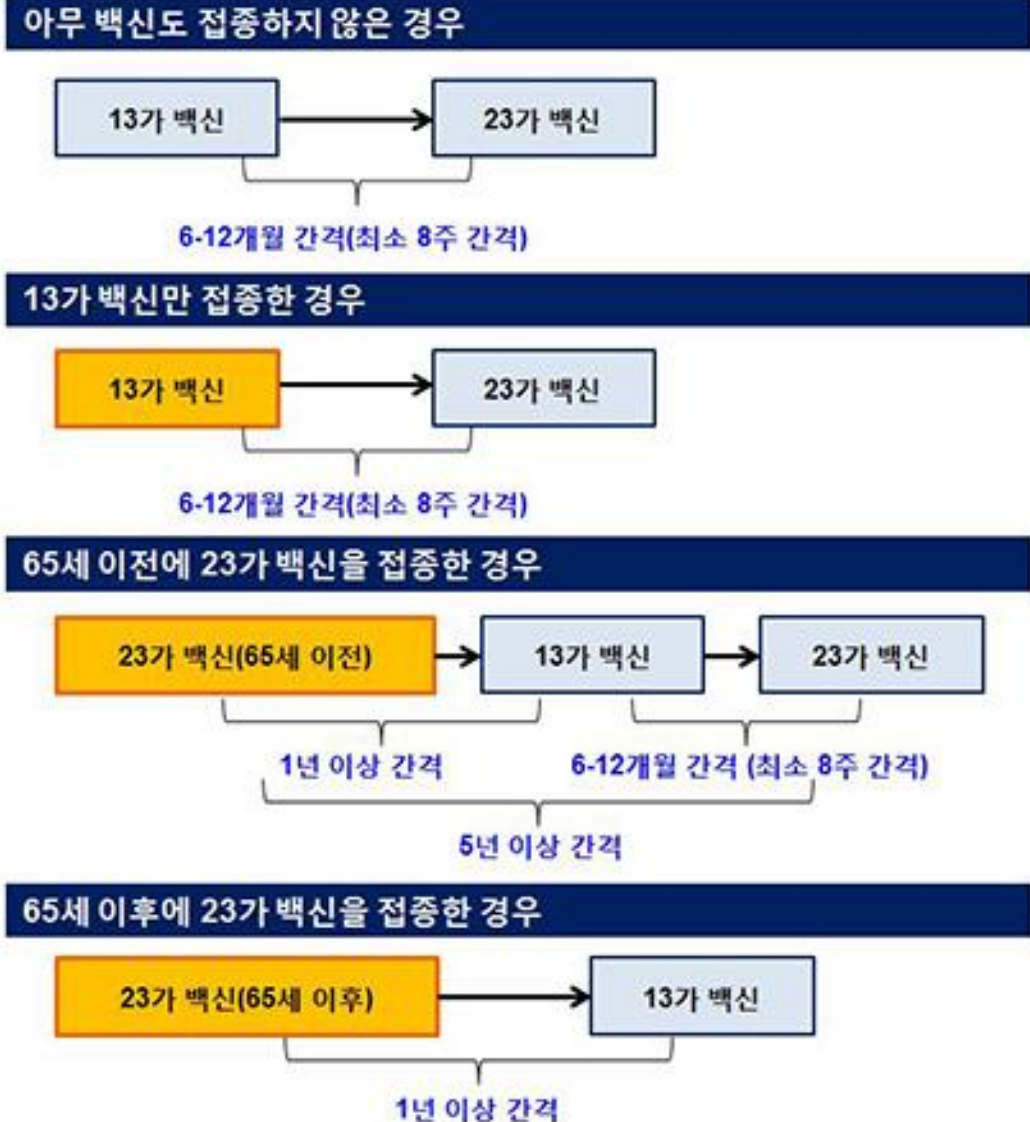 아무 백신도 접종하지 않은 경우
13가 백신 23가 백신
6-12개월 간격(최소 8주 간격)
13가 백신만 접종한 경우
13가 백신 23가 백신
6-12개월 간격(최소 8주 간격)
65세 이전에 23가 백신을 접종한 경우
23가 백신(65세 이전) 13가 백신 23가 백신
1년 이상 간격 6-12개월 간격 (최소 8주 간격)
5년 이상 간격
65세 이후에 23가 백신을 접종한 경우
23가 백신(65세 이후) 13가 백신
1년 이상 간격